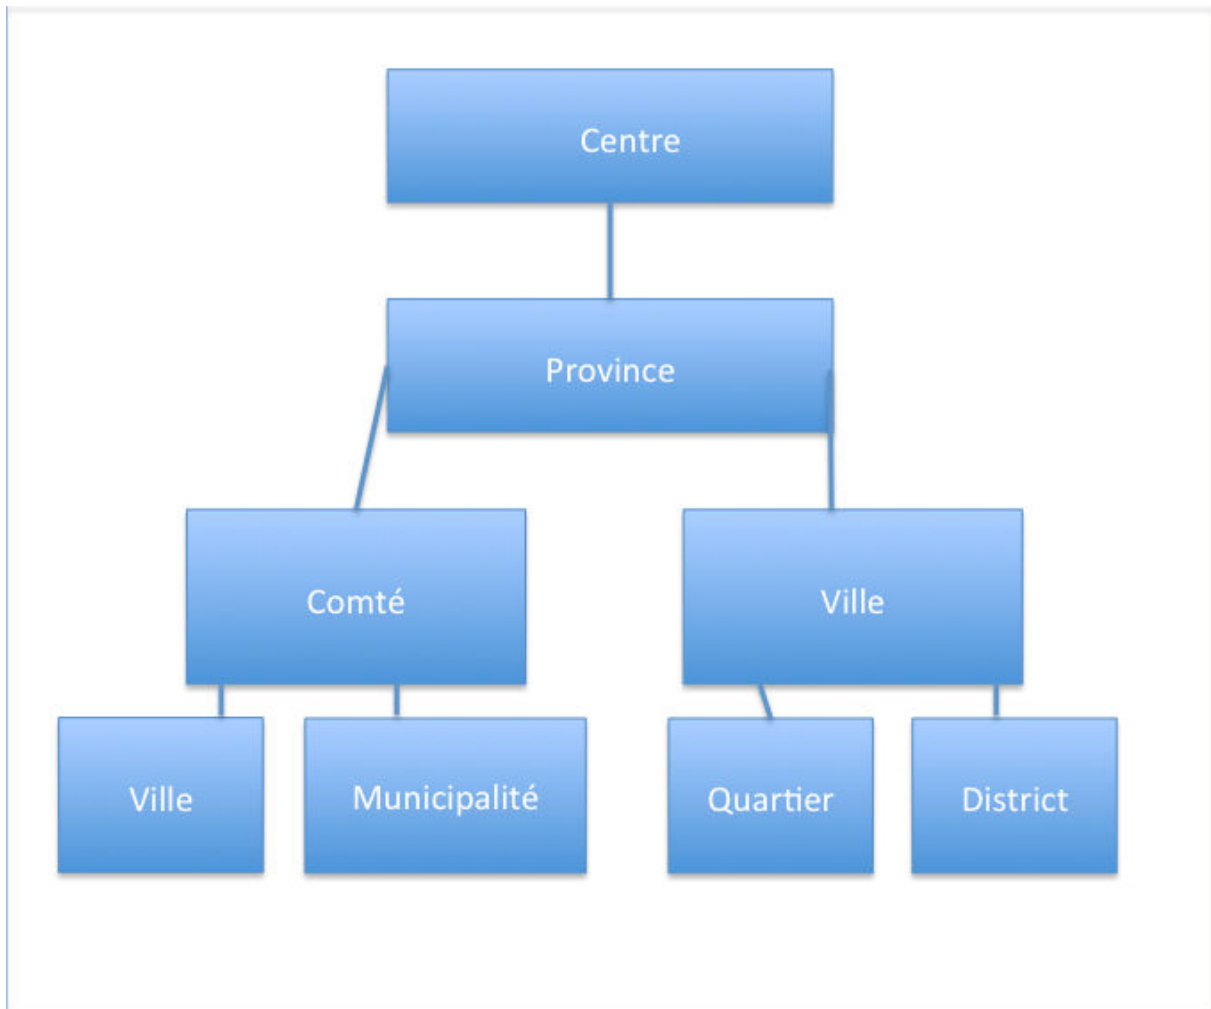 Centre
Province
Comté
Ville
Ville
Municipalité
Quartier
District